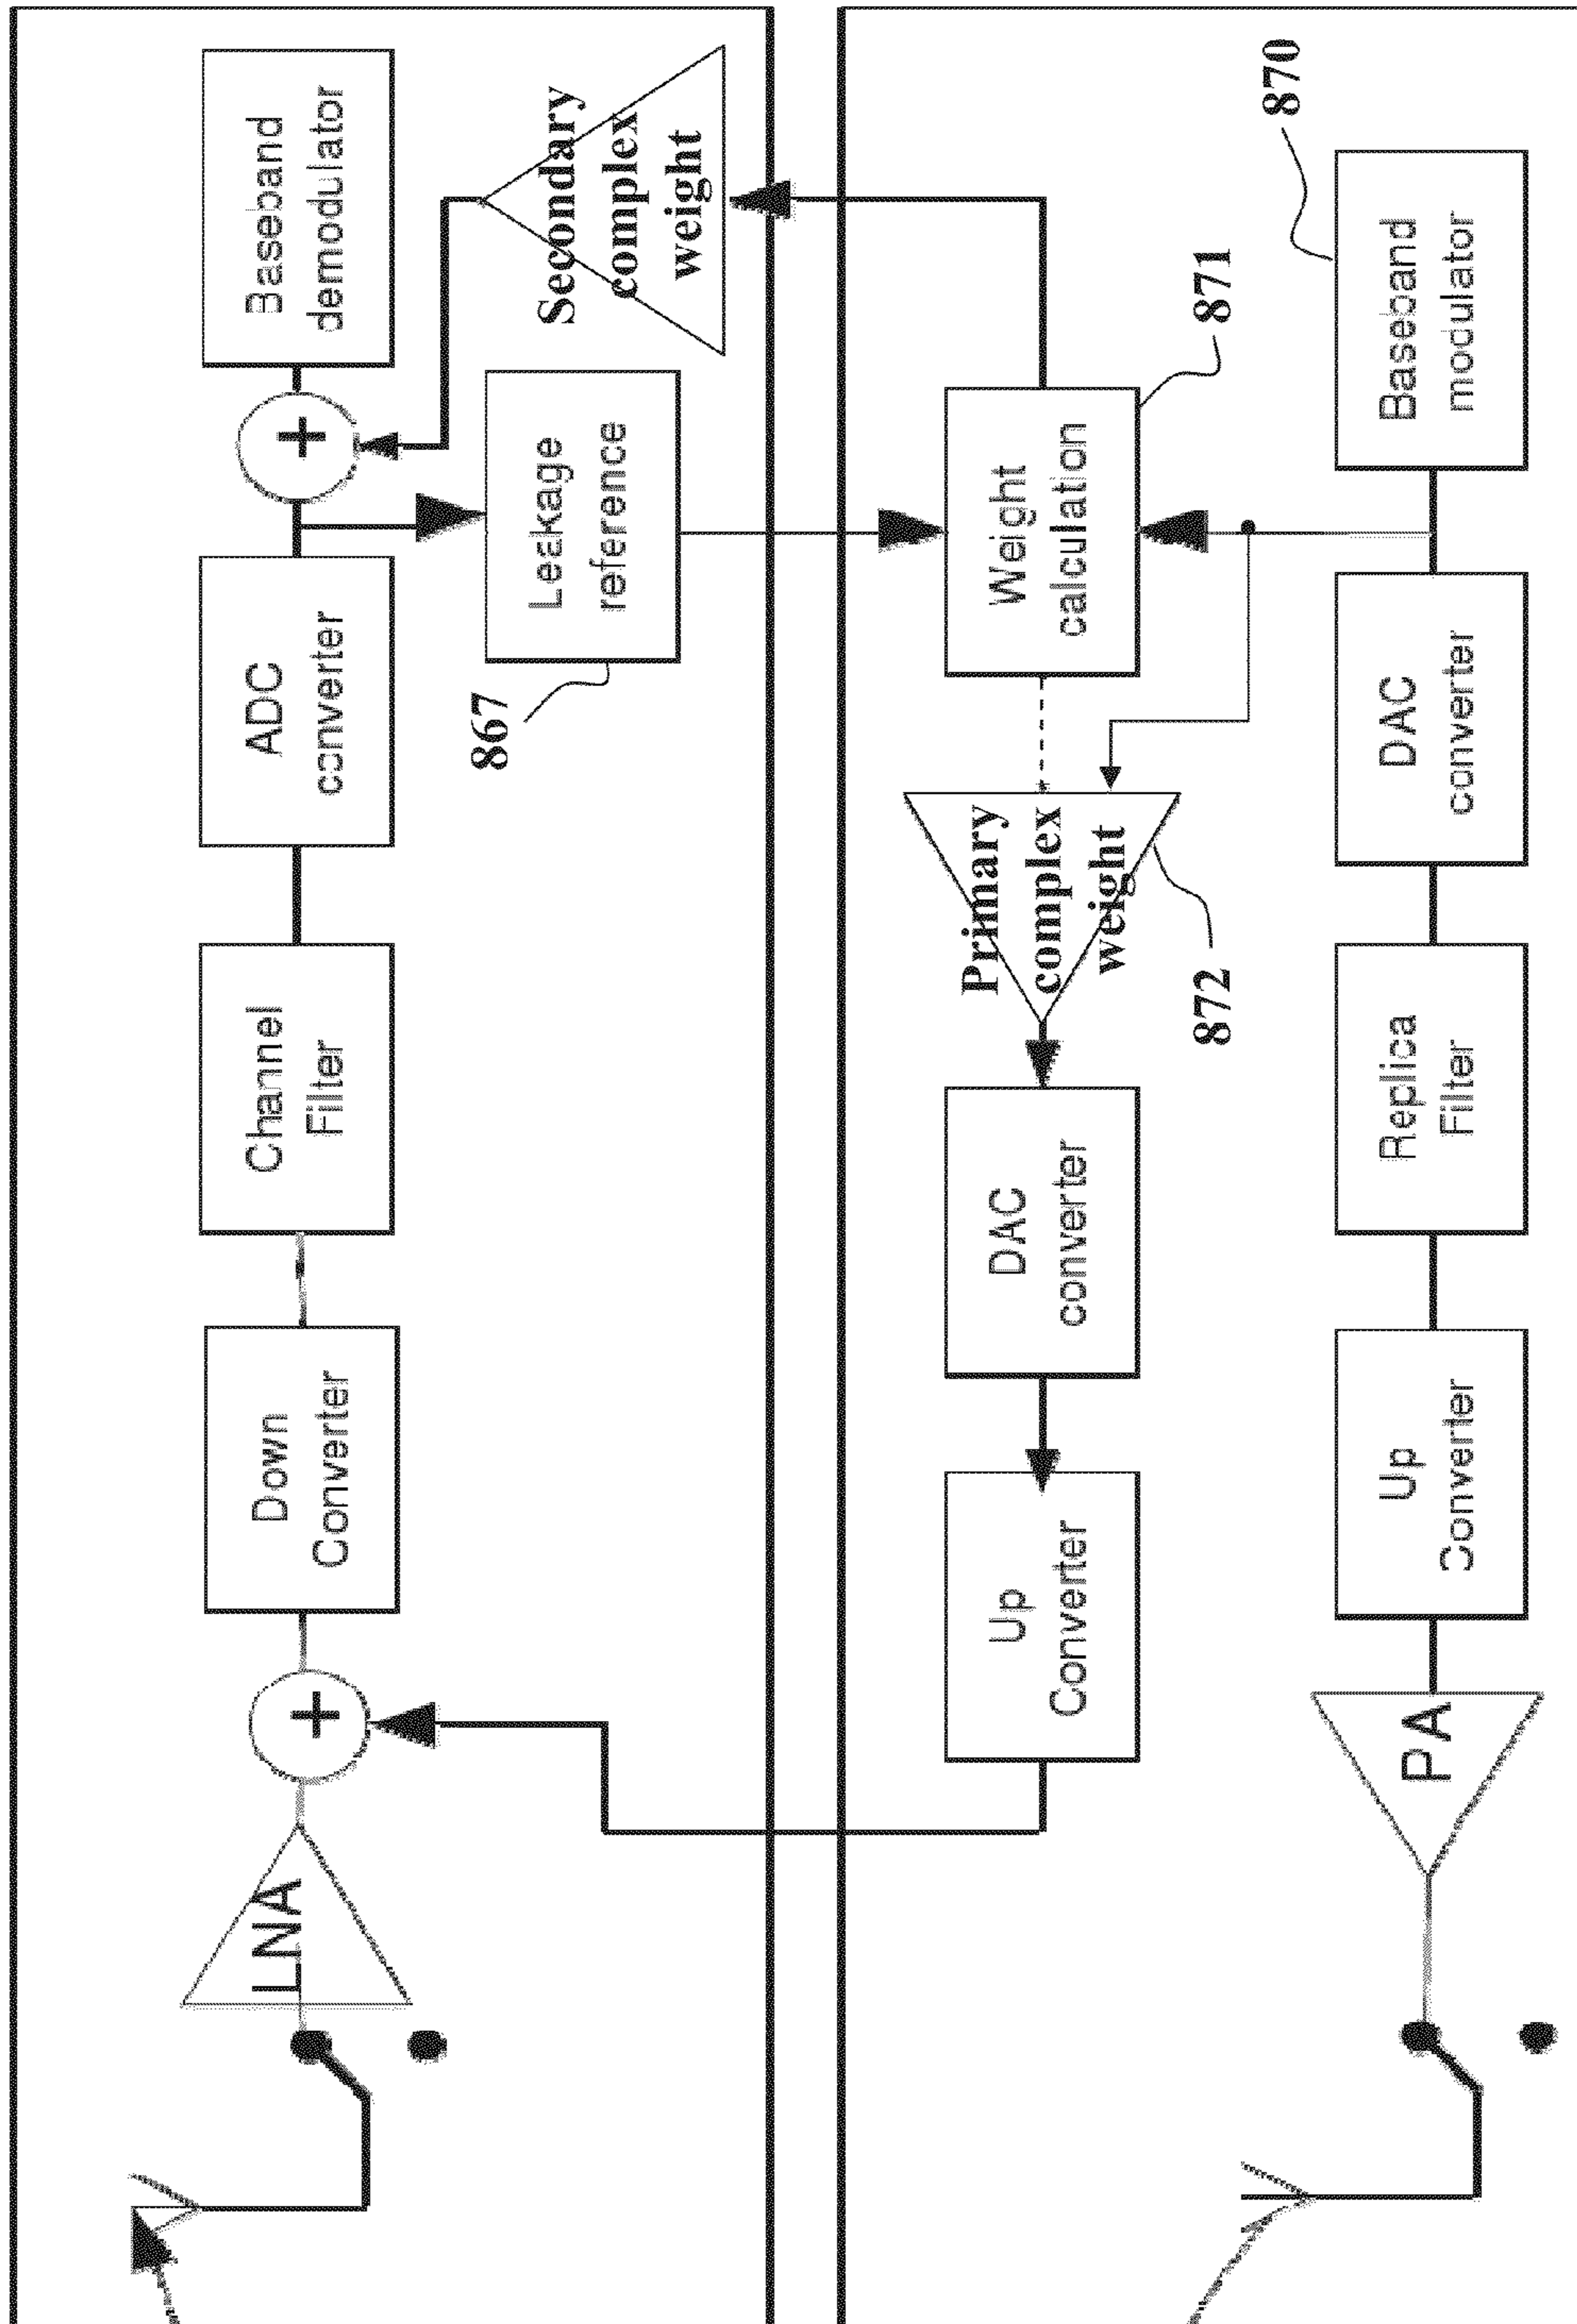 LNA
+
Down
Converter
Channel
Filter
ADC
converter
+
Baseband
demodulator
867
Leakage
reference
Secondary
complex
weight
Up
Converter
DAC
converter
Primary
complex
weight
872
Weight
calculation
871
PA
Up
Converter
Replica
Filter
DAC
converter
Baseband
modulator
870